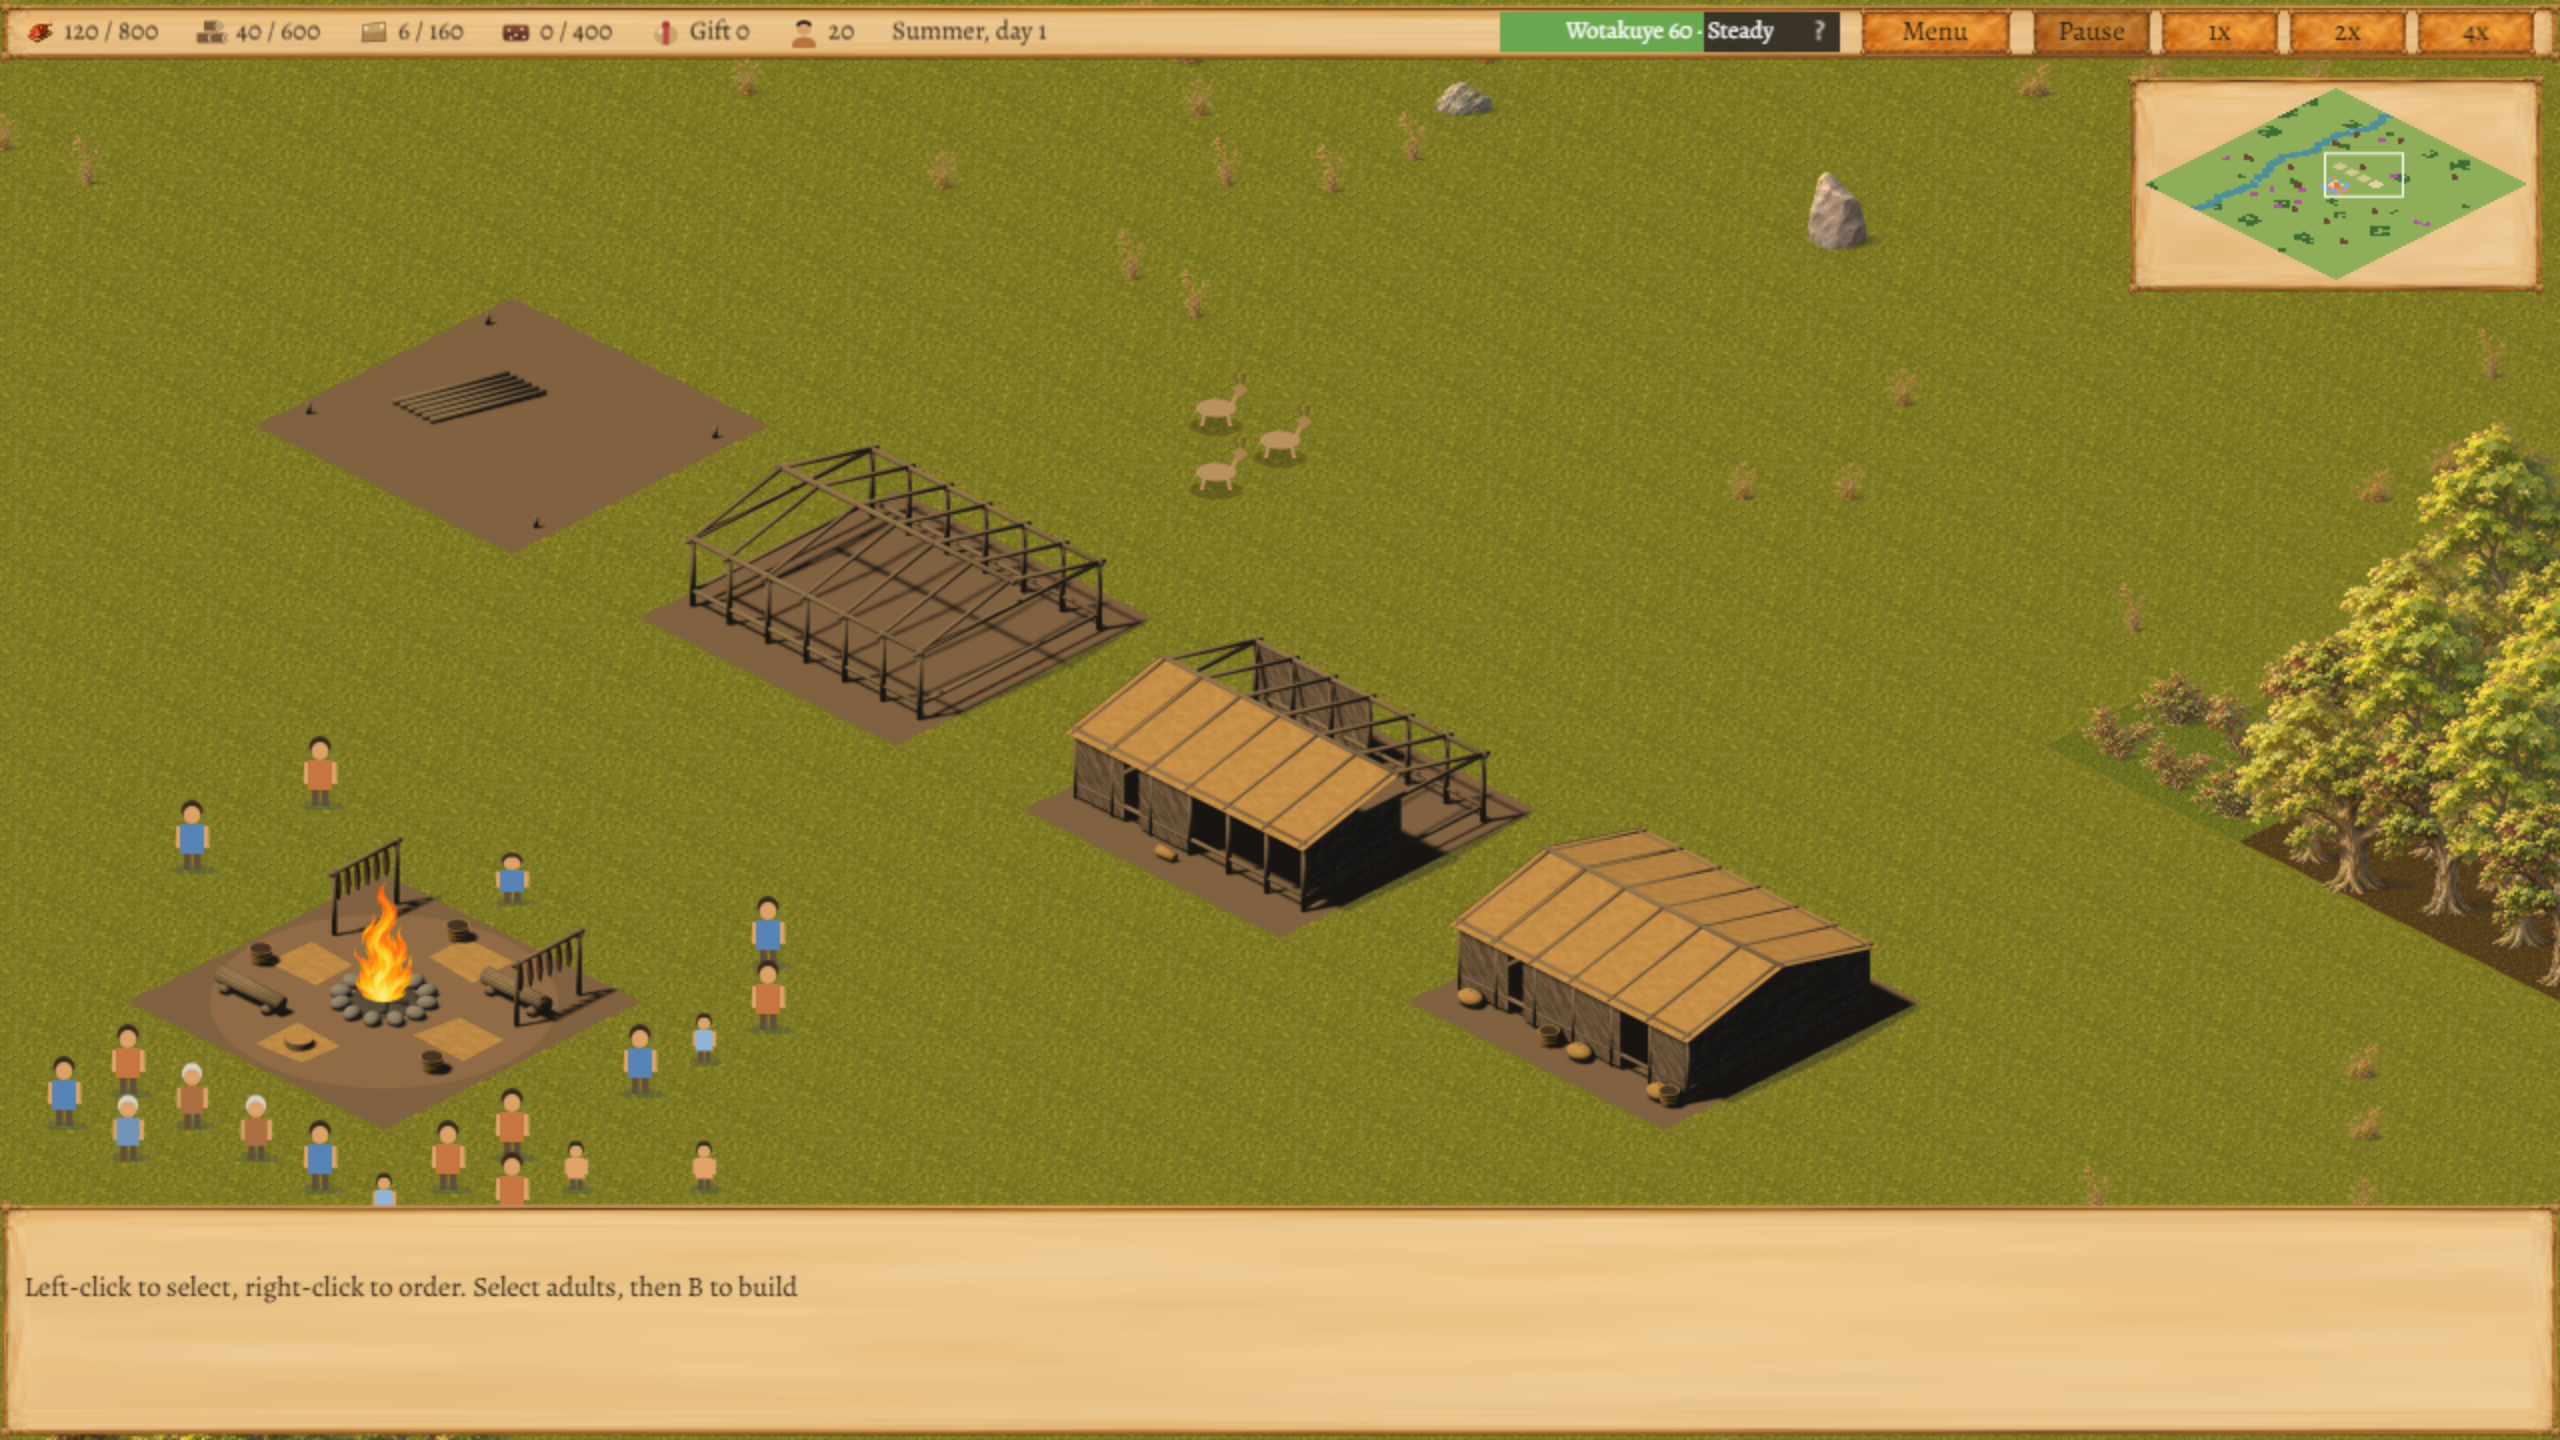 120 / 800 40 / 600 6 / 160 0 / 400 Gift 0 20 Summer, day 1 Wotakuye 60 · Steady ? Menu Pause 1x 2x 4x
Left-click to select, right-click to order. Select adults, then B to build